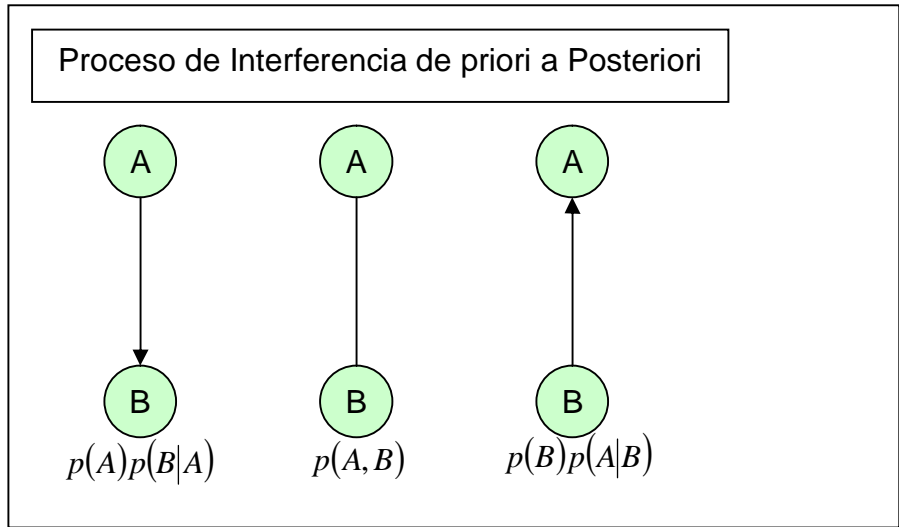 Proceso de Interferencia de priori a Posteriori
A A A
B B B
p(A)p(B|A) p(A,B) p(B)p(A|B)